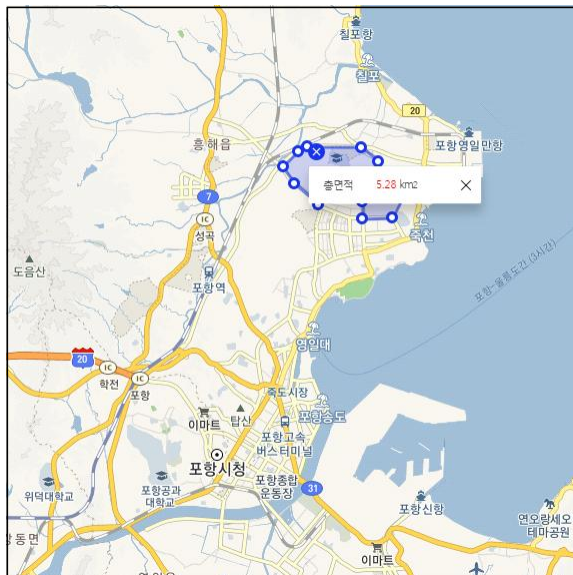 칠포항
칠포
20
포항영일만항
흥해읍
총면적 5.28 km2
7
IC
성곡
죽천
도음산
포항역
포항-울릉도간 (3시간)
영일대
20
IC
학전
IC
포항
죽도시장
이마트
탑산
포항송도
포항고속
버스터미널
포항시청
위덕대학교
포항공과
대학교
포항종합
운동장
31
포항신항
연오랑세오
테마공원
이마트